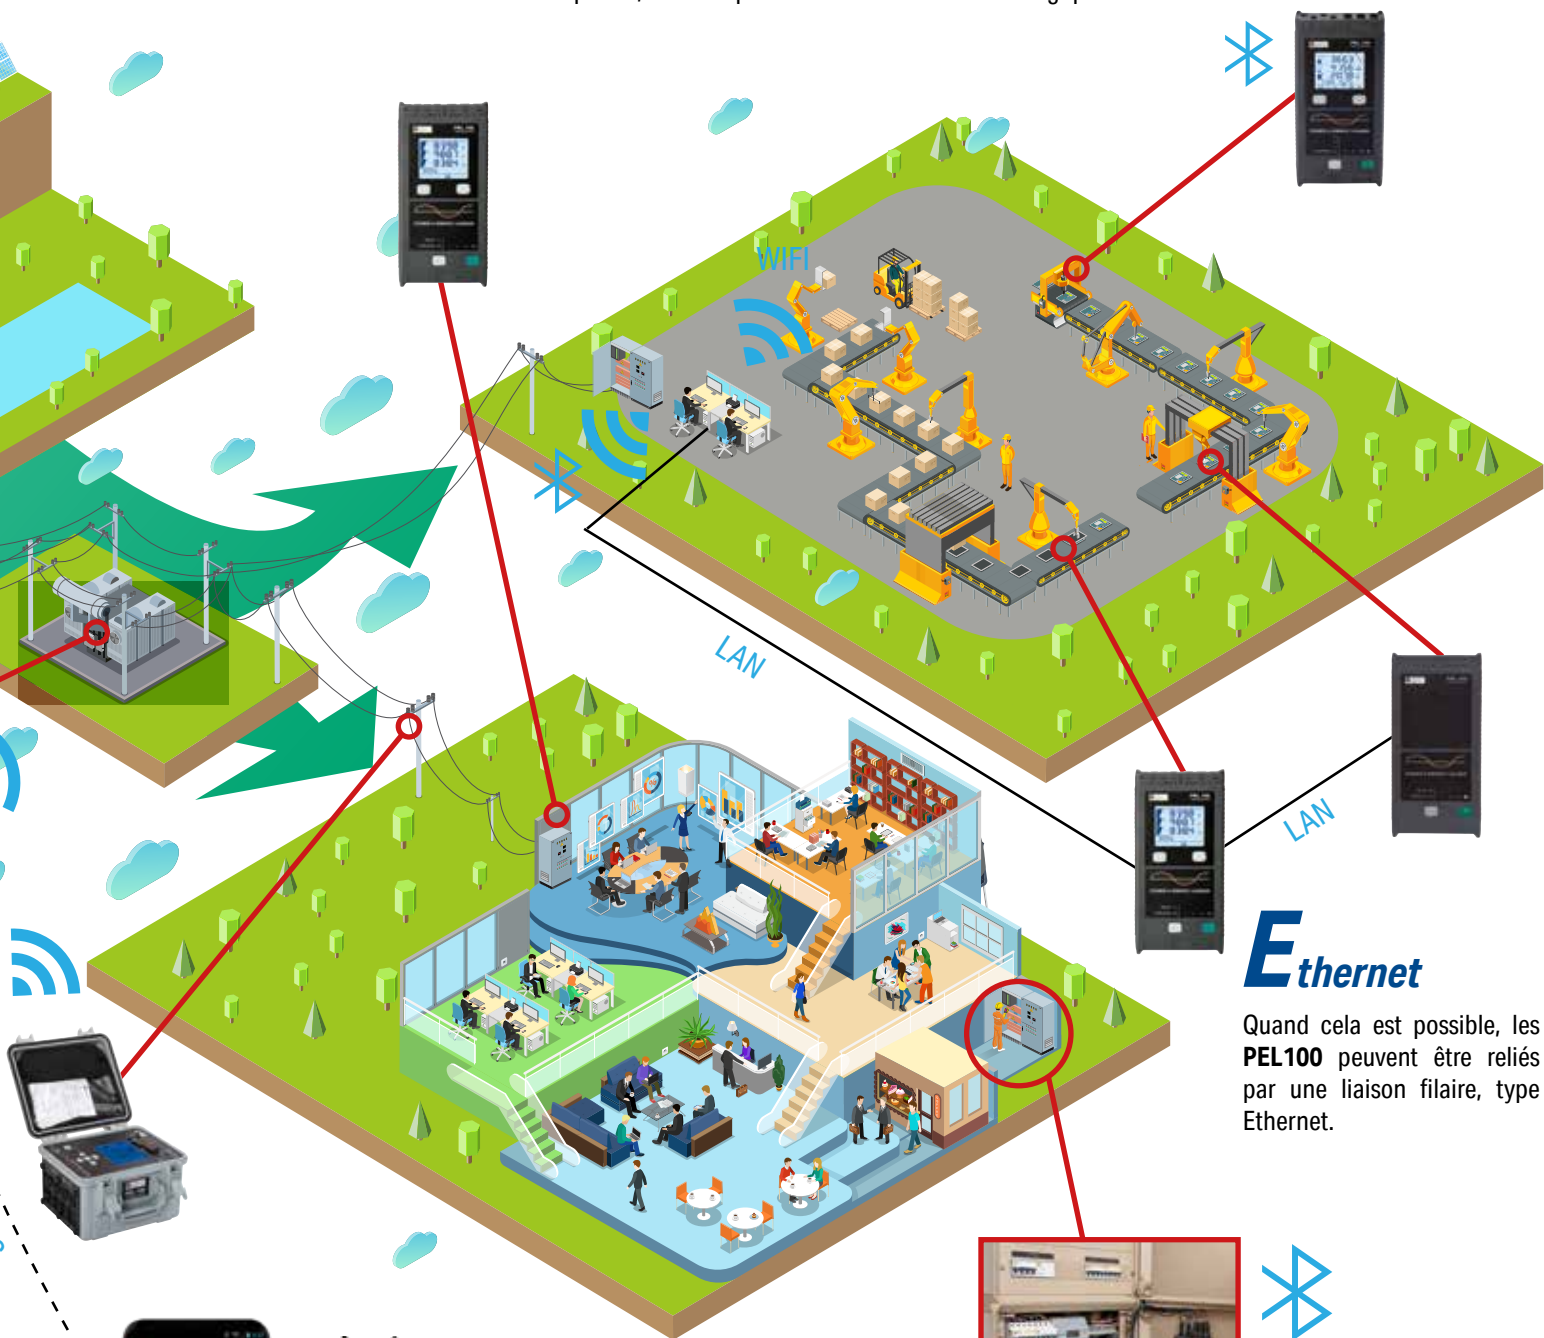 WIFI
LAN
LAN
Ethernet
Quand cela est possible, les
PEL100 peuvent être reliés
par une liaison filaire, type
Ethernet.